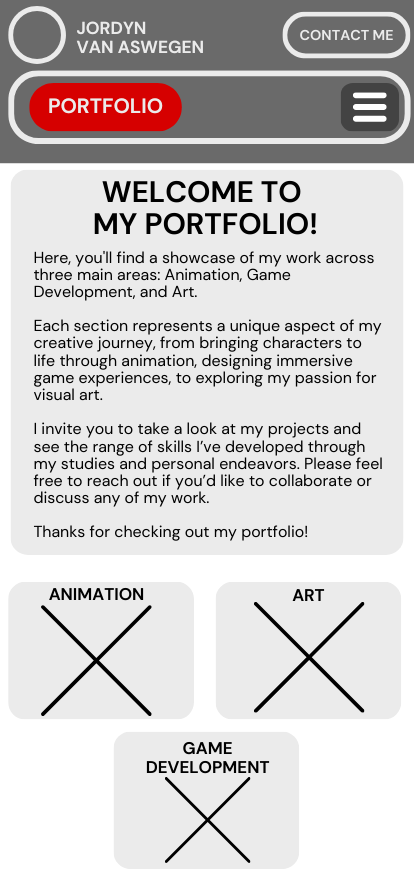 JORDYN
VAN ASWEGEN
CONTACT ME
PORTFOLIO
WELCOME TO
MY PORTFOLIO!
Here, you'll find a showcase of my work across
three main areas: Animation, Game
Development, and Art.
Each section represents a unique aspect of my
creative journey, from bringing characters to
life through animation, designing immersive
game experiences, to exploring my passion for
visual art.
I invite you to take a look at my projects and
see the range of skills I’ve developed through
my studies and personal endeavors. Please feel
free to reach out if you’d like to collaborate or
discuss any of my work.
Thanks for checking out my portfolio!
ANIMATION
ART
GAME
DEVELOPMENT